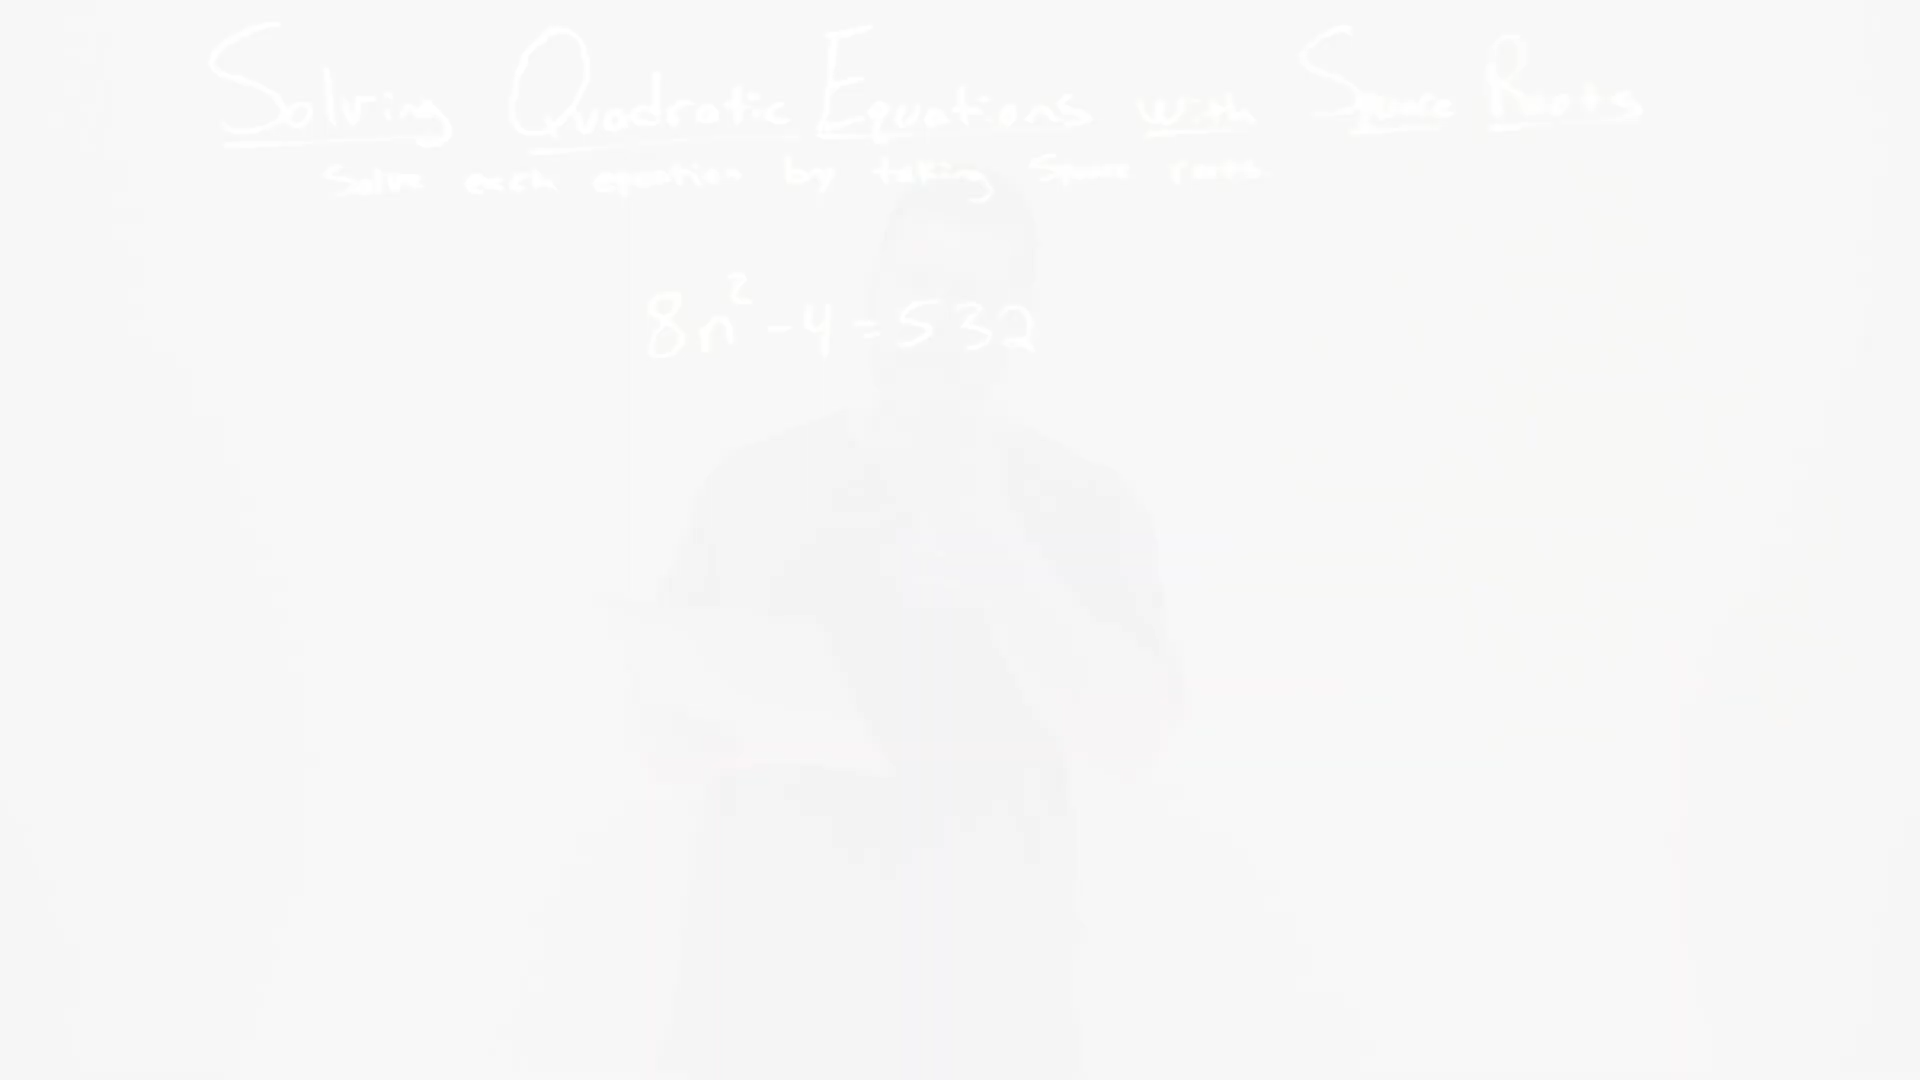 Solving Quadratic Equations with Square Roots
Solve each equation by taking square roots.
8n² - 4 = 532